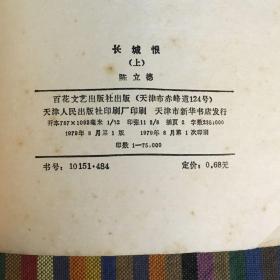 长城恨
(上)
陈立德
百花文艺出版社出版(天津市赤峰道124号)
天津人民出版社印刷厂印刷 天津市新华书店发行
开本787×1092毫米 1/32 印张11 5/8 插页2 字数235,000
1979年8月第1版 1979年8月第1次印刷
印数1—75,000
书号:10151·484 定价:0.68元